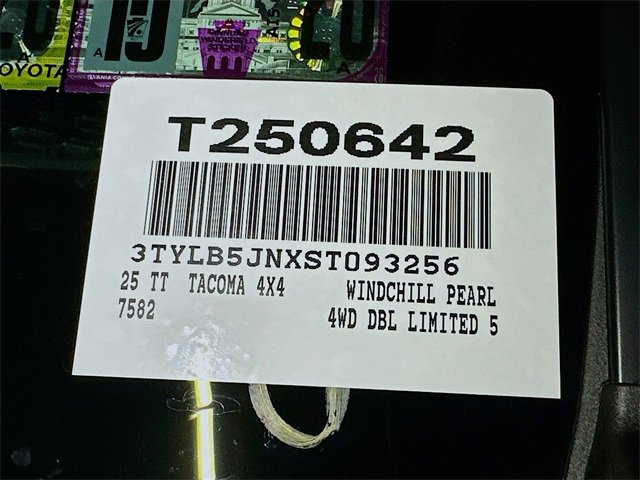 TOYOTA
T250642
3TYLB5JNXST093256
25 TT TACOMA 4X4 WINDCHILL PEARL
7582 4WD DBL LIMITED 5